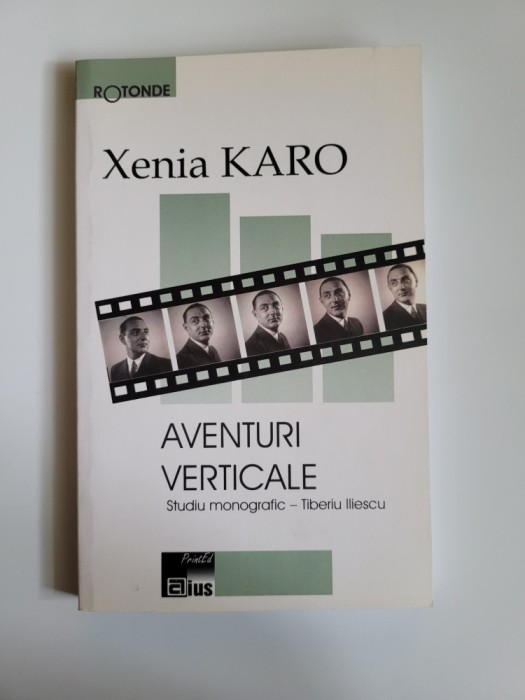 ROTONDE
Xenia KARO
AVENTURI
VERTICALE
Studiu monografic – Tiberiu Iliescu
PrintEd
aius